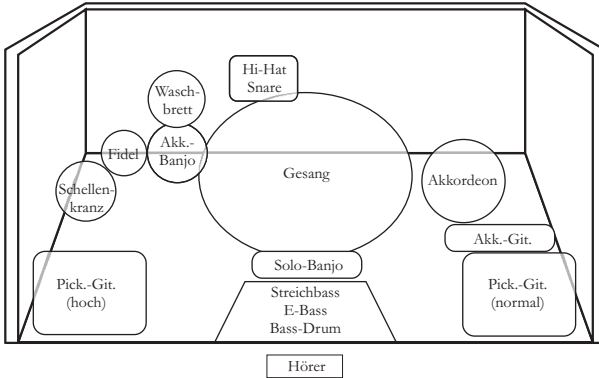 Hi-Hat
Snare
Wasch-
brett
Akk.-
Banjo
Fidel
Schellen-
kranz
Gesang
Akkordeon
Akk.-Git.
Solo-Banjo
Pick.-Git.
(hoch)
Streichbass
E-Bass
Bass-Drum
Pick.-Git.
(normal)
Hörer